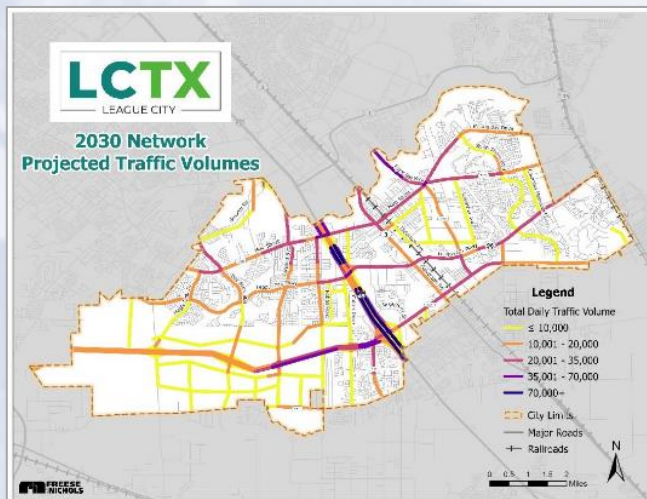 LCTX
LEAGUE CITY
2030 Network
Projected Traffic Volumes
Legend
Total Daily Traffic Volume
≤ 10,000
10,001 - 20,000
20,001 - 35,000
35,001 - 70,000
70,000+
City Limits
Major Roads
Railroads
N
0 0.5 1 1.5 2
Miles
FREESE
NICHOLS